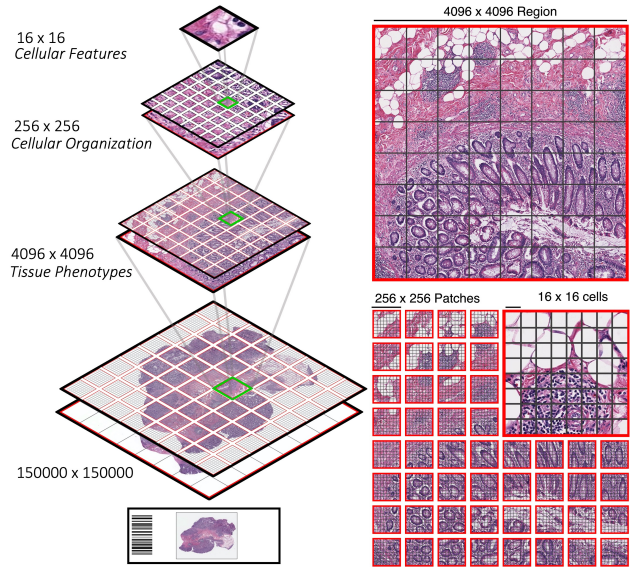 16 x 16
Cellular Features
256 x 256
Cellular Organization
4096 x 4096
Tissue Phenotypes
150000 x 150000
4096 x 4096 Region
256 x 256 Patches
16 x 16 cells